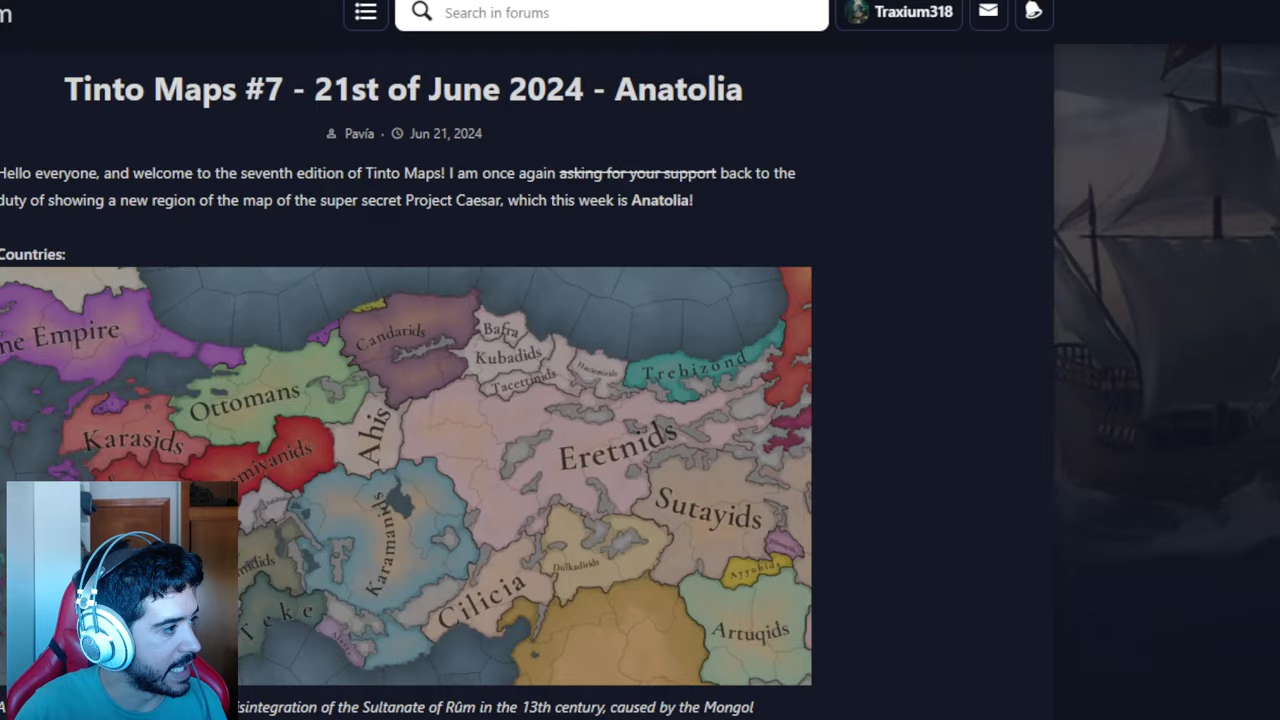 Search in forums
Traxium318
Tinto Maps #7 - 21st of June 2024 - Anatolia
Pavía · Jun 21, 2024
Hello everyone, and welcome to the seventh edition of Tinto Maps! I am once again asking for your support back to the
duty of showing a new region of the map of the super secret Project Caesar, which this week is Anatolia!
Countries:
ne Empire
Candarids
Bafra
Kubadids
Tacettinids
Trebizond
Ottomans
Karasids
Ahis
Eretnids
emiyanids
Sutayids
Karamanids
Dulkadirids
Ayyubids
Cilicia
Teke
Artuqids
A
isintegration of the Sultanate of Rûm in the 13th century, caused by the Mongol